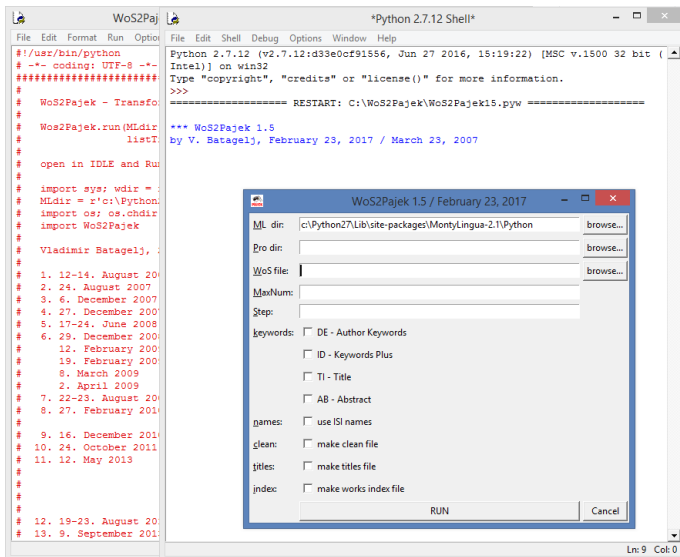 WoS2Paj
File Edit Format Run Optio
#!/usr/bin/python
# -*- coding: UTF-8 -*-
########################
#
# WoS2Pajek - Transfo
#
# Wos2Pajek.run(MLdir
# listT
#
# open in IDLE and Ru
#
# import sys; wdir =
# MLdir = r'c:\Python
# import os; os.chdir
# import WoS2Pajek
#
# Vladimir Batagelj,
#
# 1. 12-14. August 20
# 2. 24. August 2007
# 3. 6. December 2007
# 4. 27. December 200
# 5. 17-24. June 2008
# 6. 29. December 200
# 12. February 200
# 19. February 200
# 8. March 2009
# 2. April 2009
# 7. 22-23. August 200
# 8. 27. February 201
#
# 9. 16. December 201
# 10. 24. October 2011
# 11. 12. May 2013
#
#
#
#
# 12. 19-23. August 20
# 13. 9. September 201
*Python 2.7.12 Shell*
File Edit Shell Debug Options Window Help
Python 2.7.12 (v2.7.12:d33e0cf91556, Jun 27 2016, 15:19:22) [MSC v.1500 32 bit (
Intel)] on win32
Type "copyright", "credits" or "license()" for more information.
>>>
=================== RESTART: C:\WoS2Pajek\WoS2Pajek15.pyw ===================
*** WoS2Pajek 1.5
by V. Batagelj, February 23, 2017 / March 23, 2007
WoS2Pajek 1.5 / February 23, 2017
ML dir: c:\Python27\Lib\site-packages\MontyLingua-2.1\Python browse...
Pro dir: browse...
WoS file: browse...
MaxNum:
Step:
keywords: DE - Author Keywords
ID - Keywords Plus
TI - Title
AB - Abstract
names: use ISI names
clean: make clean file
titles: make titles file
index: make works index file
RUN Cancel
Ln: 9 Col: 0